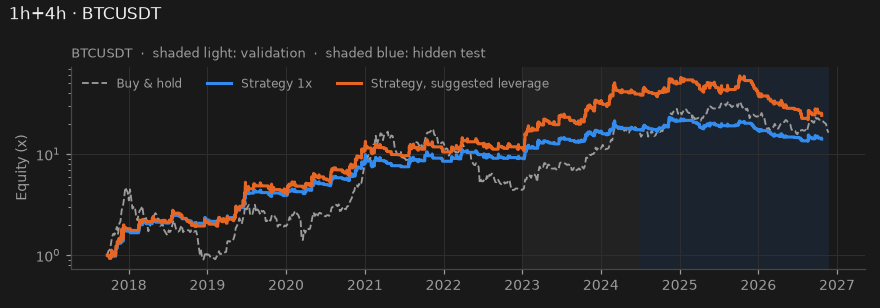 1h+4h · BTCUSDT
BTCUSDT · shaded light: validation · shaded blue: hidden test
Buy & hold Strategy 1x Strategy, suggested leverage
Equity (x)
10¹
10⁰
2018 2019 2020 2021 2022 2023 2024 2025 2026 2027